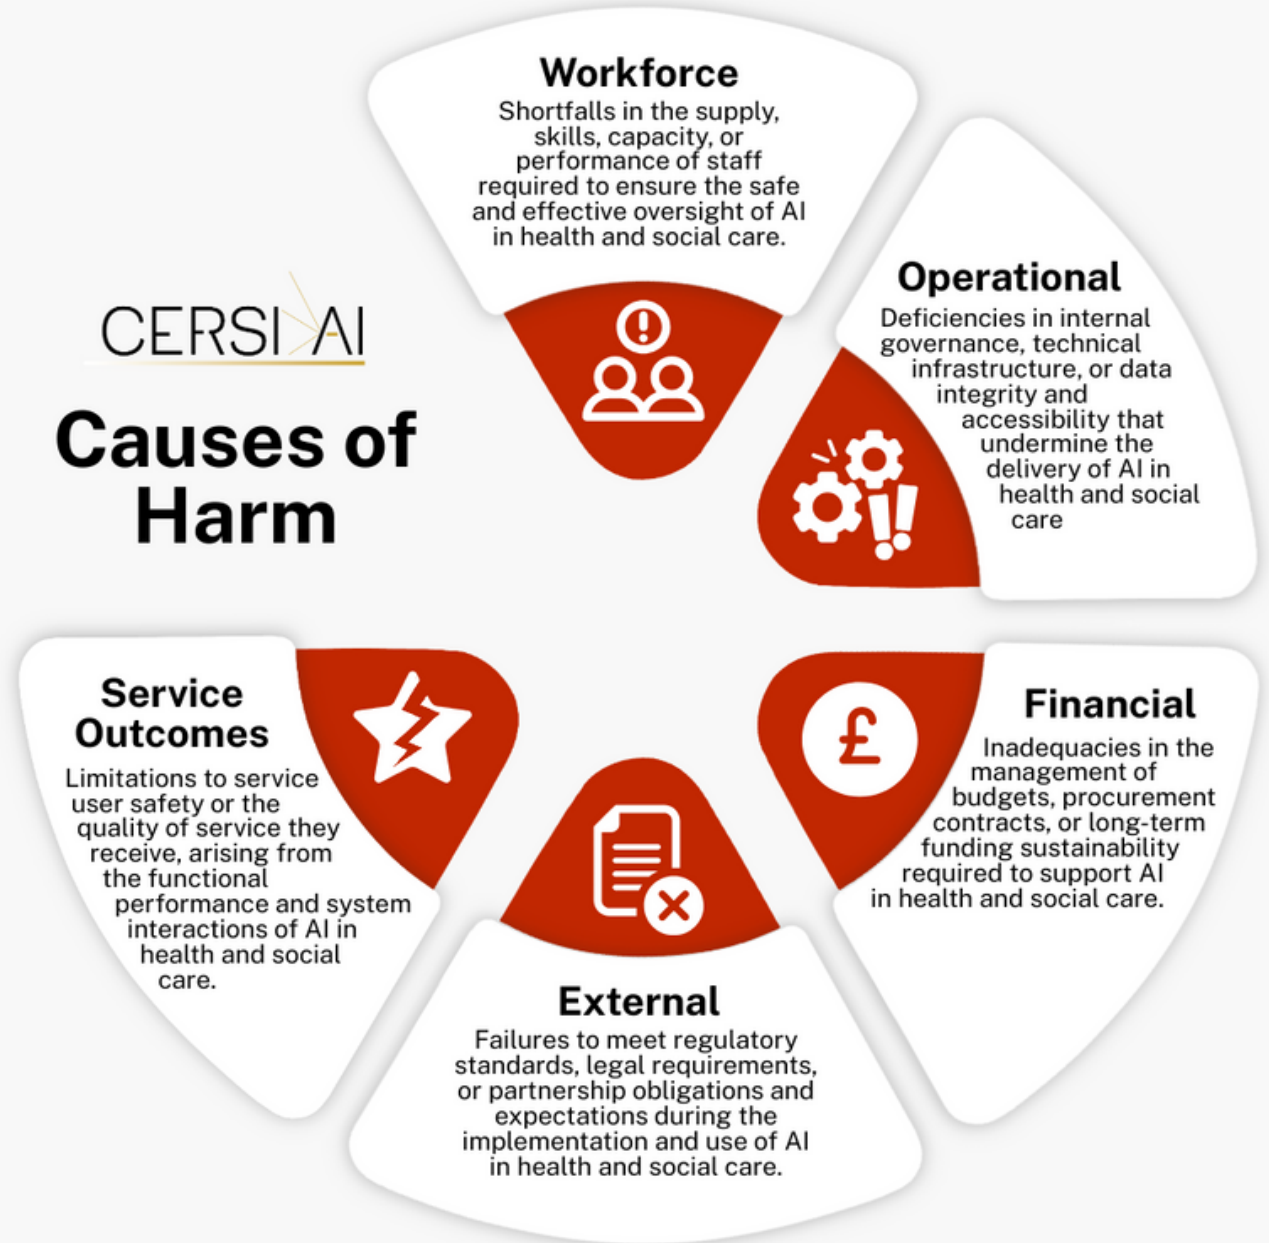 CERSI AI
Causes of
Harm
Workforce
Shortfalls in the supply,
skills, capacity, or
performance of staff
required to ensure the safe
and effective oversight of AI
in health and social care.
Operational
Deficiencies in internal
governance, technical
infrastructure, or data
integrity and
accessibility that
undermine the
delivery of AI in
health and social
care
Financial
Inadequacies in the
management of
budgets, procurement
contracts, or long-term
funding sustainability
required to support AI
in health and social care.
£
External
Failures to meet regulatory
standards, legal requirements,
or partnership obligations and
expectations during the
implementation and use of AI
in health and social care.
Service
Outcomes
Limitations to service
user safety or the
quality of service they
receive, arising from
the functional
performance and system
interactions of AI in
health and social
care.